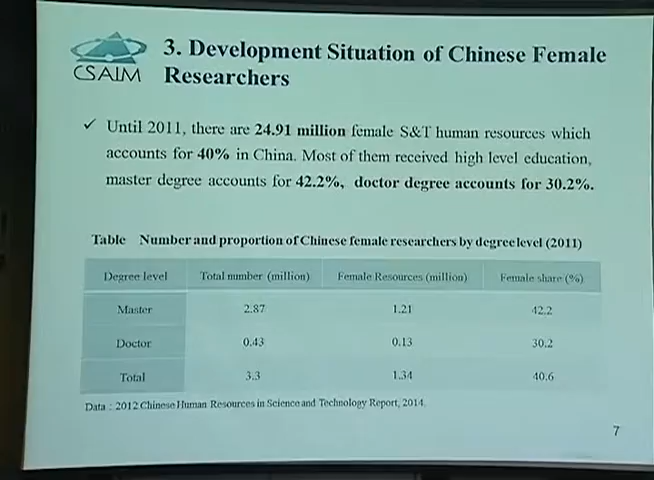 CSAIM
3. Development Situation of Chinese Female
Researchers
✓ Until 2011, there are 24.91 million female S&T human resources which
accounts for 40% in China. Most of them received high level education,
master degree accounts for 42.2%, doctor degree accounts for 30.2%.
Table Number and proportion of Chinese female researchers by degree level (2011)
Degree level Total number (million) Female Resources (million) Female share (%)
Master 2.87 1.21 42.2
Doctor 0.43 0.13 30.2
Total 3.3 1.34 40.6
Data : 2012 Chinese Human Resources in Science and Technology Report, 2014.
7